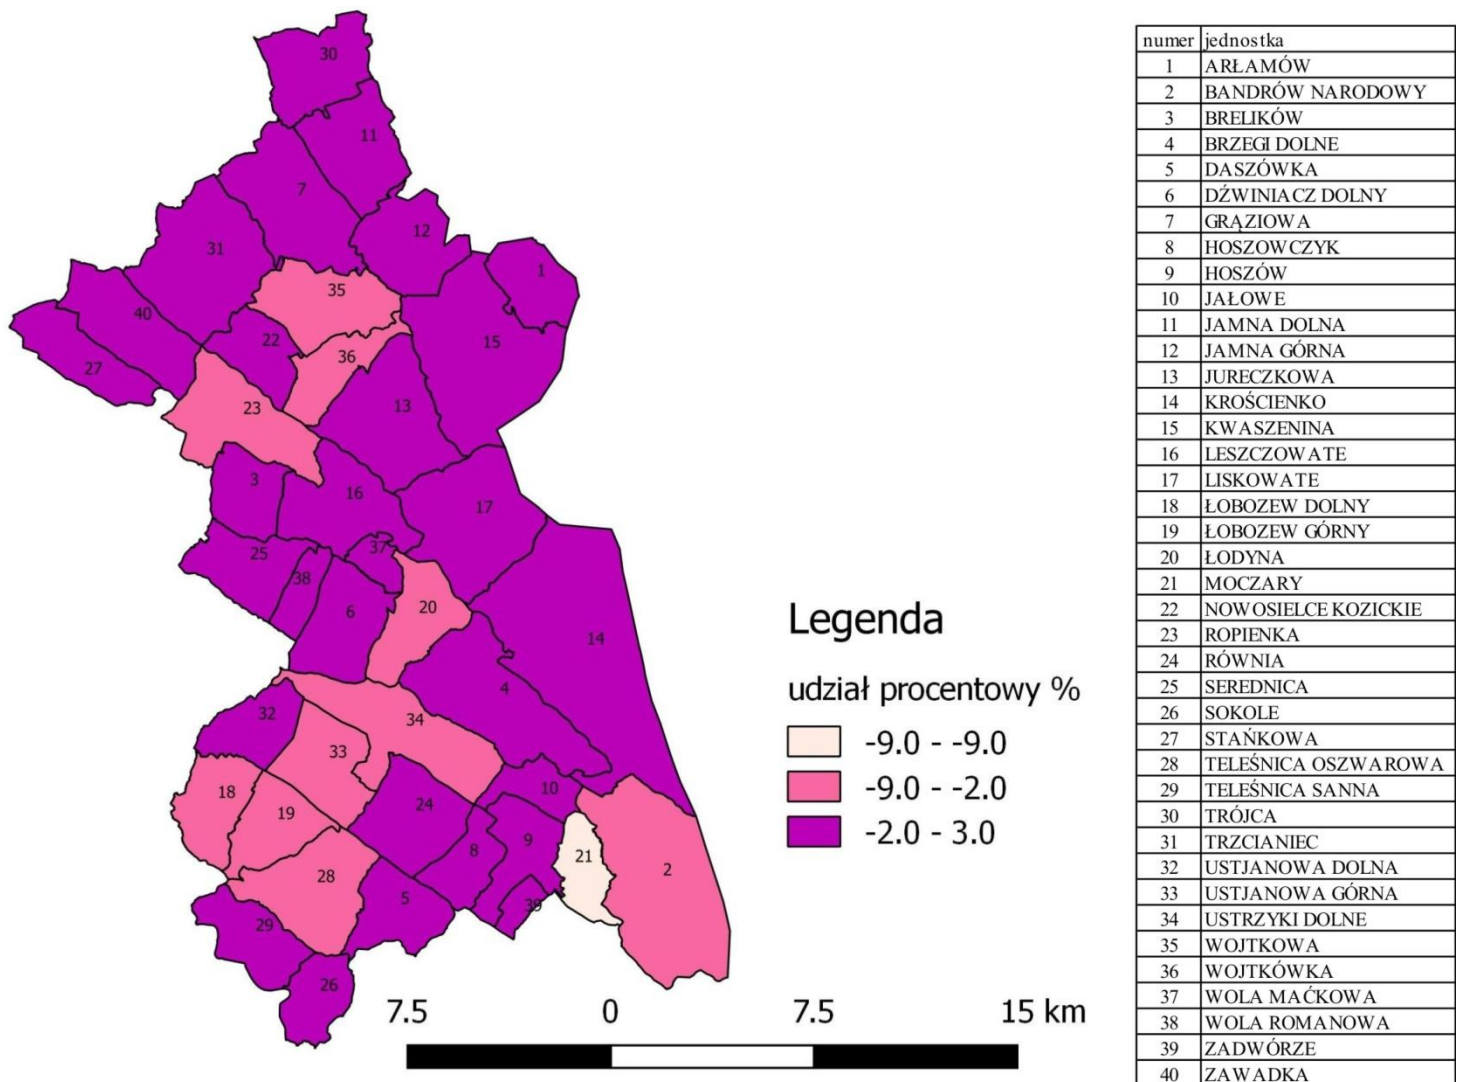 30
11
7
12
31
1
35
40
22
15
36
27
23
13
3
16
17
37
25
38
20
6
14
4
32
34
33
18
19
24
10
9
8
21
2
28
5
39
29
26
Legenda
udział procentowy %
-9.0 - -9.0
-9.0 - -2.0
-2.0 - 3.0
7.5 0 7.5 15 km
numer jednostka
1 ARŁAMÓW
2 BANDRÓW NARODOWY
3 BRELIKÓW
4 BRZEGI DOLNE
5 DASZÓWKA
6 DŹWINIACZ DOLNY
7 GRĄZIOWA
8 HOSZOWCZYK
9 HOSZÓW
10 JAŁOWE
11 JAMNA DOLNA
12 JAMNA GÓRNA
13 JURECZKOWA
14 KROŚCIENKO
15 KWASZENINA
16 LESZCZOWATE
17 LISKOWATE
18 ŁOBOZEW DOLNY
19 ŁOBOZEW GÓRNY
20 ŁODYNA
21 MOCZARY
22 NOWOSIELCE KOZICKIE
23 ROPIENKA
24 RÓWNIA
25 SEREDNICA
26 SOKOLE
27 STAŃKOWA
28 TELEŚNICA OSZWAROWA
29 TELEŚNICA SANNA
30 TRÓJCA
31 TRZCIANIEC
32 USTJANOWA DOLNA
33 USTJANOWA GÓRNA
34 USTRZYKI DOLNE
35 WOJTKOWA
36 WOJTKÓWKA
37 WOLA MAĆKOWA
38 WOLA ROMANOWA
39 ZADWÓRZE
40 ZAWADKA